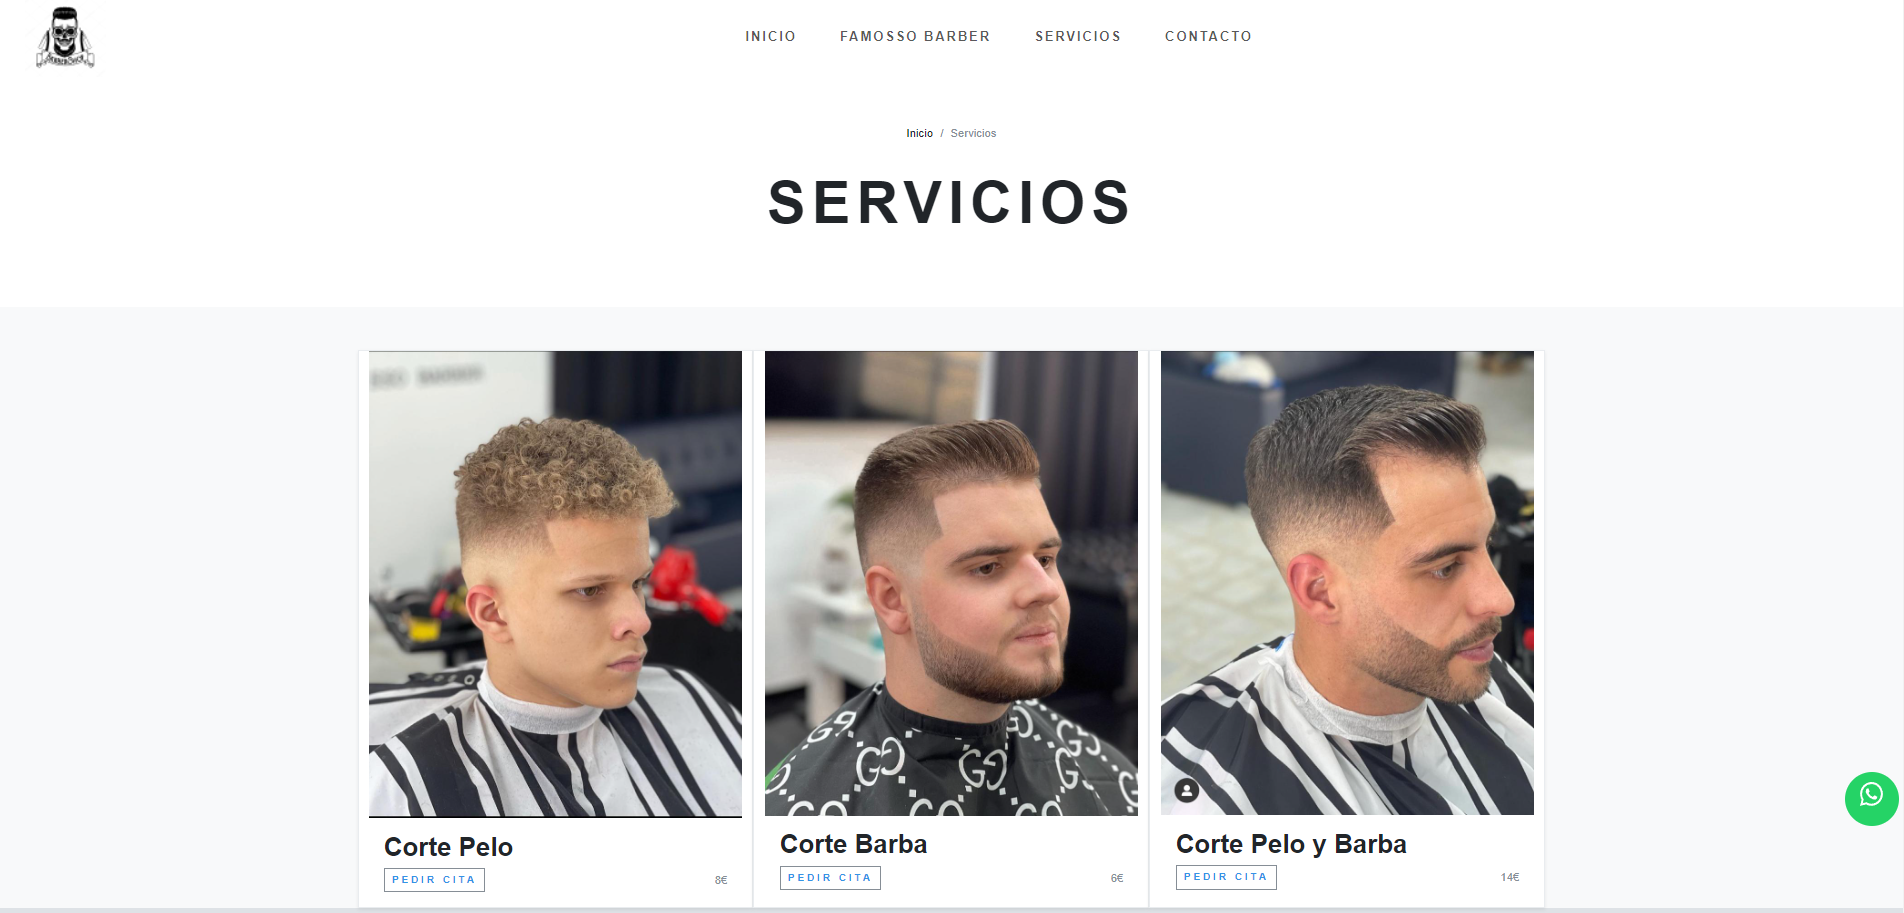 INICIO
FAMOSSO BARBER
SERVICIOS
CONTACTO
Inicio / Servicios
SERVICIOS
Corte Pelo
PEDIR CITA
8€
Corte Barba
PEDIR CITA
6€
Corte Pelo y Barba
PEDIR CITA
14€